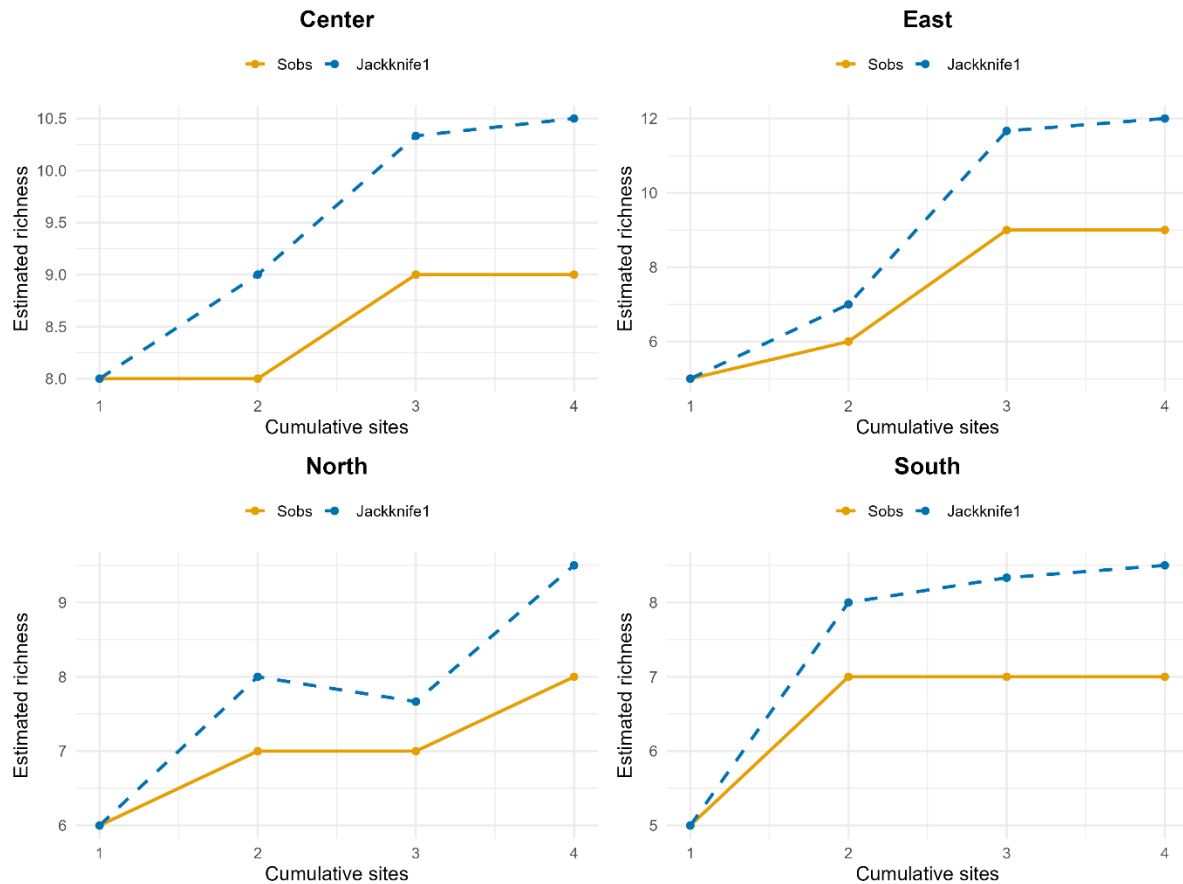 Center
Sobs Jackknife1
Estimated richness
10.5
10.0
9.5
9.0
8.5
8.0
1 2 3 4
Cumulative sites
East
Sobs Jackknife1
Estimated richness
12
10
8
6
1 2 3 4
Cumulative sites
North
Sobs Jackknife1
Estimated richness
9
8
7
6
1 2 3 4
Cumulative sites
South
Sobs Jackknife1
Estimated richness
8
7
6
5
1 2 3 4
Cumulative sites